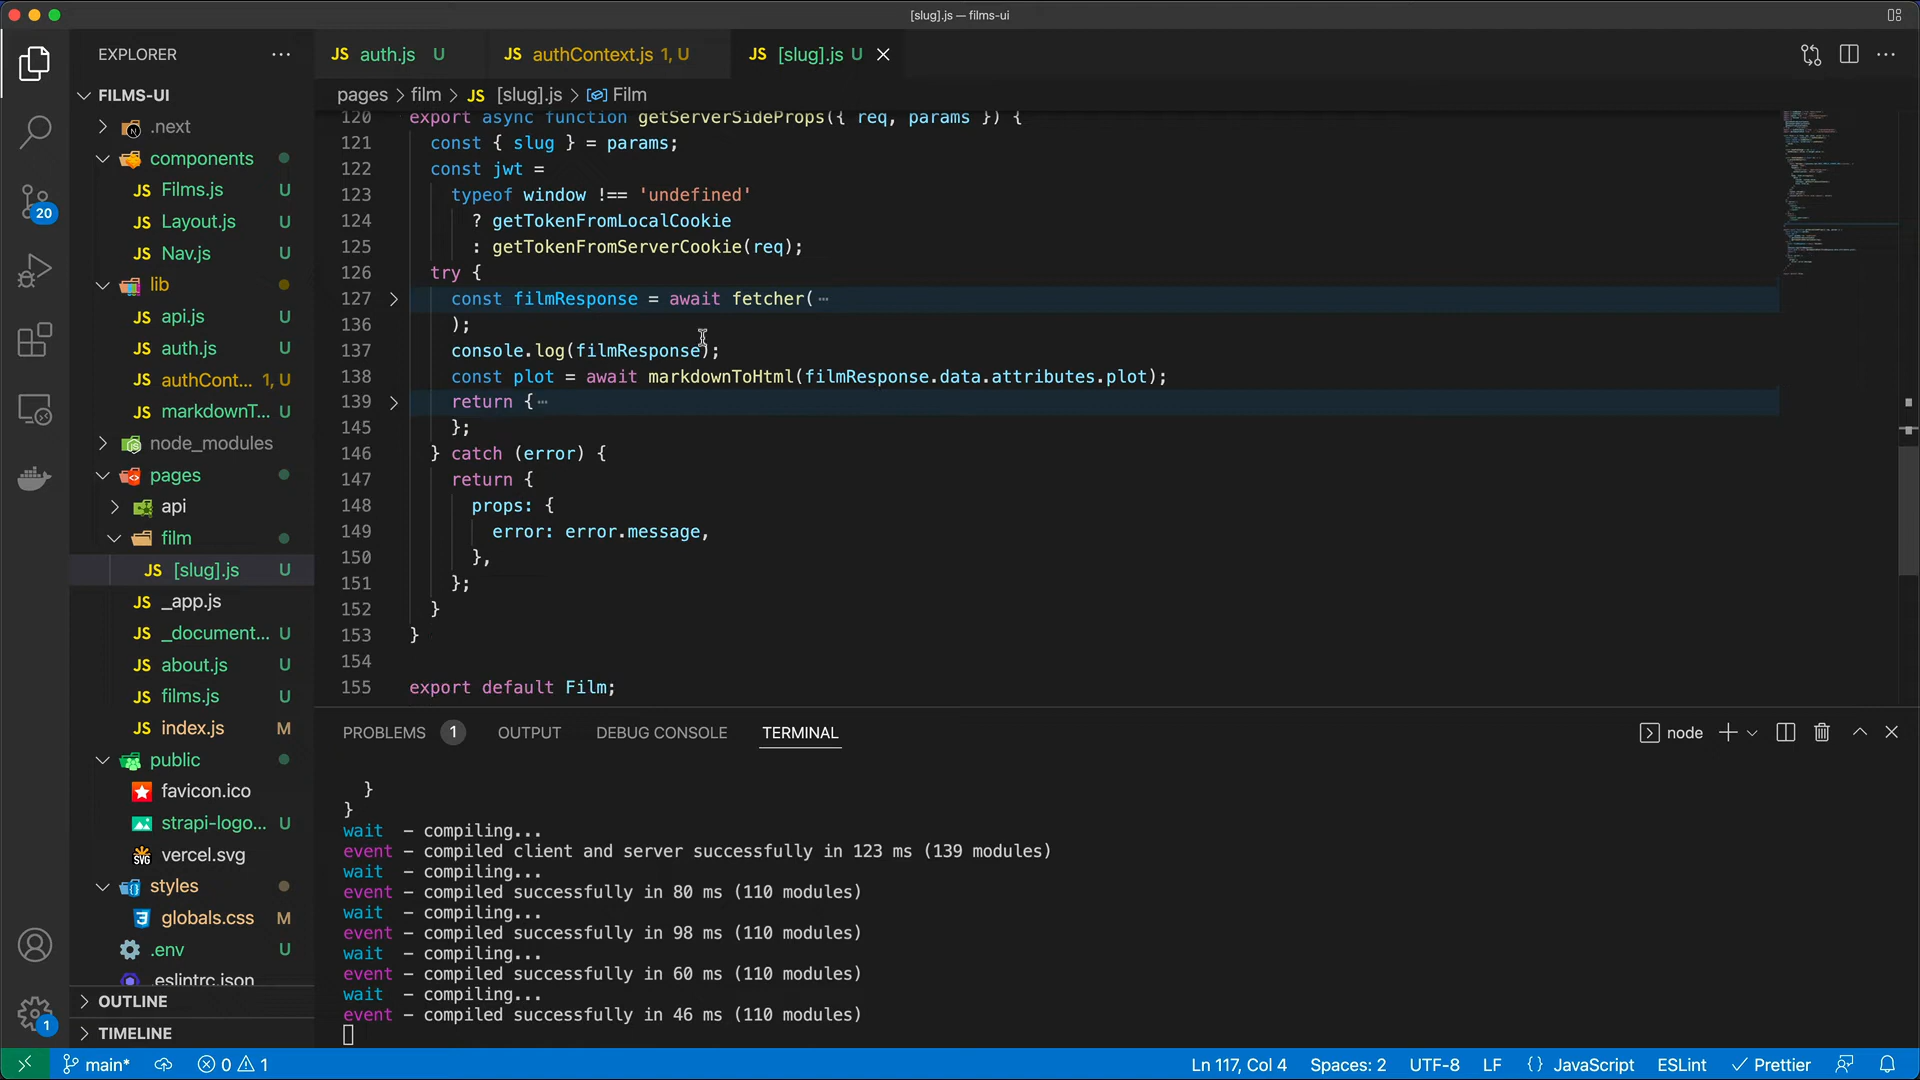 [slug].js — films-ui
EXPLORER
JS auth.js U
JS authContext.js 1, U
JS [slug].js U
FILMS-UI
.next
components
JS Films.js U
JS Layout.js U
JS Nav.js U
lib
JS api.js U
JS auth.js U
JS authCont... 1, U
JS markdownT... U
node_modules
pages
api
film
JS [slug].js U
JS _app.js
JS _document... U
JS about.js U
JS films.js U
JS index.js M
public
favicon.ico
strapi-logo... U
SVG vercel.svg
styles
globals.css M
.env U
.eslintrc.json
OUTLINE
TIMELINE
20
1
pages > film > JS [slug].js > Film
120 export async function getServerSideProps({ req, params }) {
121 const { slug } = params;
122 const jwt =
123 typeof window !== 'undefined'
124 ? getTokenFromLocalCookie
125 : getTokenFromServerCookie(req);
126 try {
127 const filmResponse = await fetcher( ⋯
136 );
137 console.log(filmResponse);
138 const plot = await markdownToHtml(filmResponse.data.attributes.plot);
139 return { ⋯
145 };
146 } catch (error) {
147 return {
148 props: {
149 error: error.message,
150 },
151 };
152 }
153 }
154
155 export default Film;
PROBLEMS 1 OUTPUT DEBUG CONSOLE TERMINAL
node
}
}
wait – compiling...
event – compiled client and server successfully in 123 ms (139 modules)
wait – compiling...
event – compiled successfully in 80 ms (110 modules)
wait – compiling...
event – compiled successfully in 98 ms (110 modules)
wait – compiling...
event – compiled successfully in 60 ms (110 modules)
wait – compiling...
event – compiled successfully in 46 ms (110 modules)
main* 0 1 Ln 117, Col 4 Spaces: 2 UTF-8 LF {} JavaScript ESLint Prettier